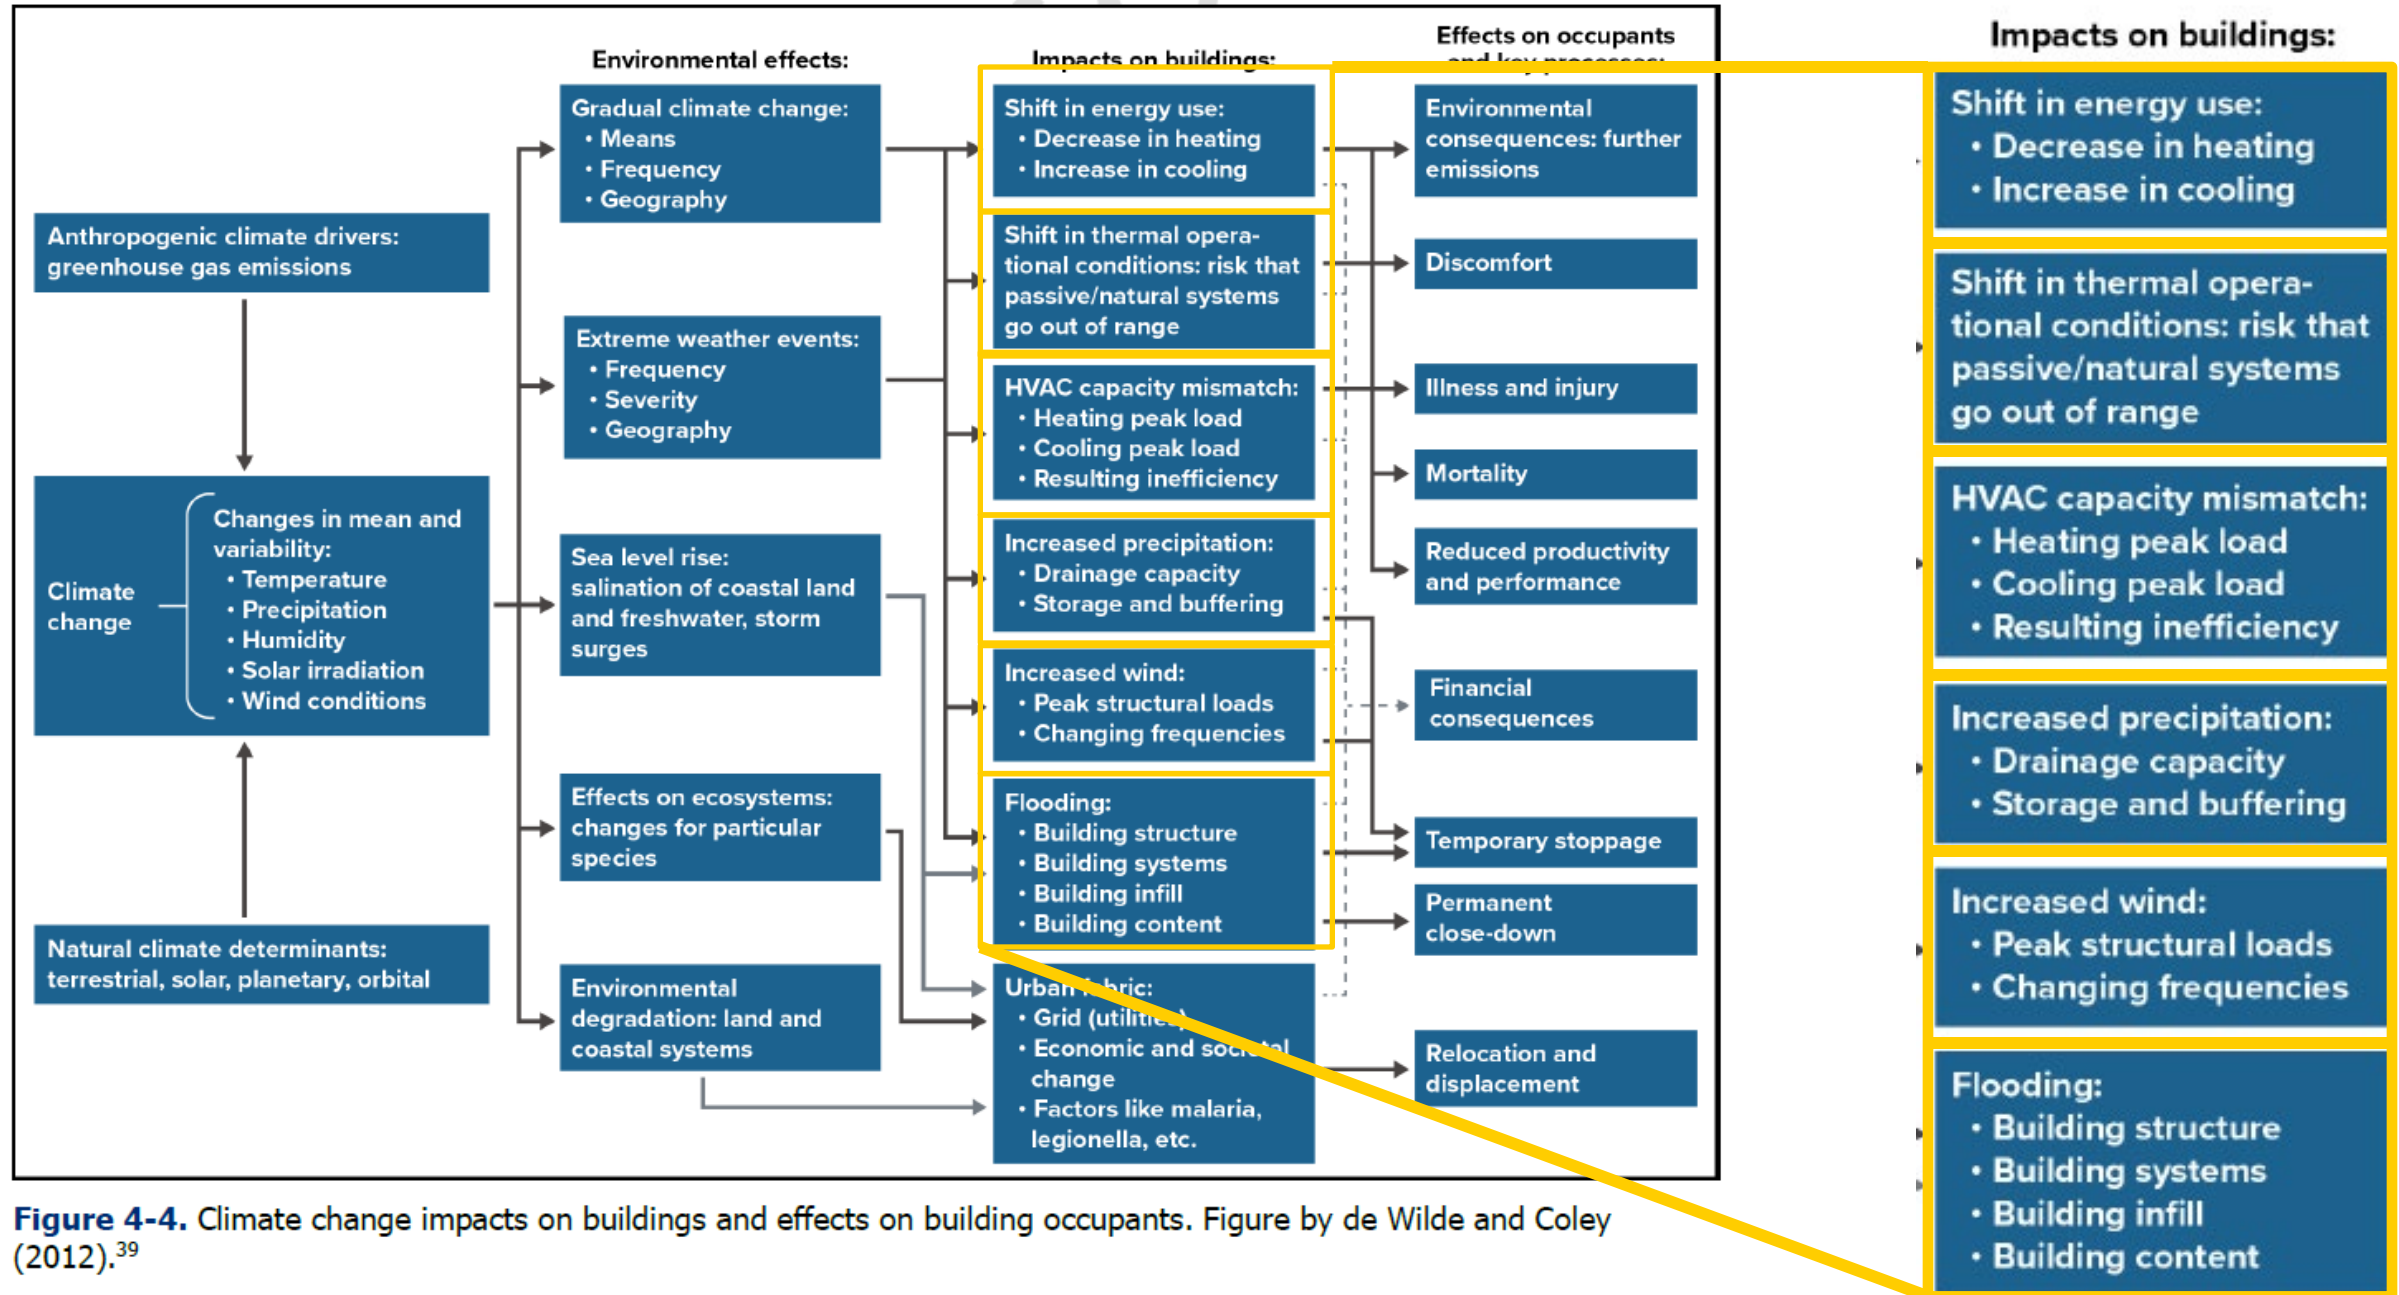 Environmental effects:
Impacts on buildings:
Effects on occupants
and key processes:
Anthropogenic climate drivers:
greenhouse gas emissions
Climate
change
Changes in mean and
variability:
• Temperature
• Precipitation
• Humidity
• Solar irradiation
• Wind conditions
Natural climate determinants:
terrestrial, solar, planetary, orbital
Gradual climate change:
• Means
• Frequency
• Geography
Extreme weather events:
• Frequency
• Severity
• Geography
Sea level rise:
salination of coastal land
and freshwater, storm
surges
Effects on ecosystems:
changes for particular
species
Environmental
degradation: land and
coastal systems
Shift in energy use:
• Decrease in heating
• Increase in cooling
Shift in thermal opera-
tional conditions: risk that
passive/natural systems
go out of range
HVAC capacity mismatch:
• Heating peak load
• Cooling peak load
• Resulting inefficiency
Increased precipitation:
• Drainage capacity
• Storage and buffering
Increased wind:
• Peak structural loads
• Changing frequencies
Flooding:
• Building structure
• Building systems
• Building infill
• Building content
Urban fabric:
• Grid (utilities)
• Economic and societal
change
• Factors like malaria,
legionella, etc.
Environmental
consequences: further
emissions
Discomfort
Illness and injury
Mortality
Reduced productivity
and performance
Financial
consequences
Temporary stoppage
Permanent
close-down
Relocation and
displacement
Impacts on buildings:
Shift in energy use:
• Decrease in heating
• Increase in cooling
Shift in thermal opera-
tional conditions: risk that
passive/natural systems
go out of range
HVAC capacity mismatch:
• Heating peak load
• Cooling peak load
• Resulting inefficiency
Increased precipitation:
• Drainage capacity
• Storage and buffering
Increased wind:
• Peak structural loads
• Changing frequencies
Flooding:
• Building structure
• Building systems
• Building infill
• Building content
Figure 4-4. Climate change impacts on buildings and effects on building occupants. Figure by de Wilde and Coley
(2012).39